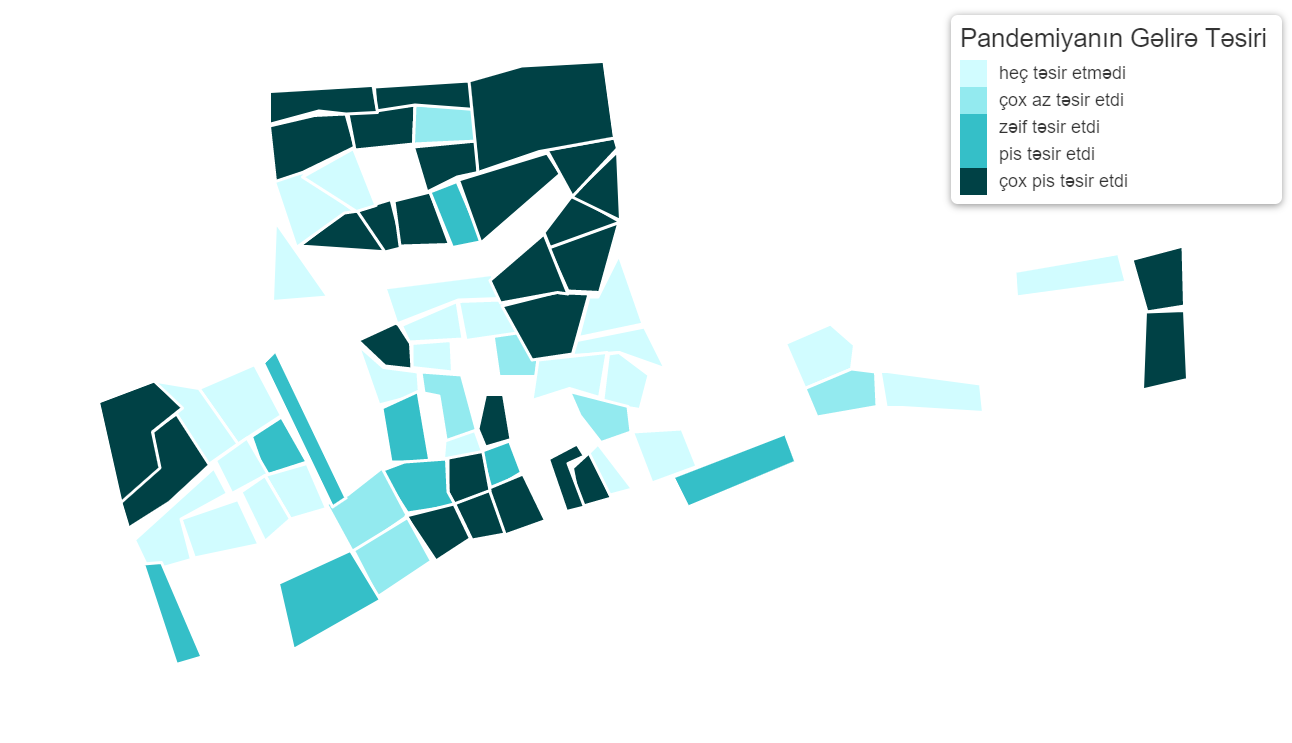 Pandemiyanın Gəlirə Təsiri
heç təsir etmədi
çox az təsir etdi
zəif təsir etdi
pis təsir etdi
çox pis təsir etdi